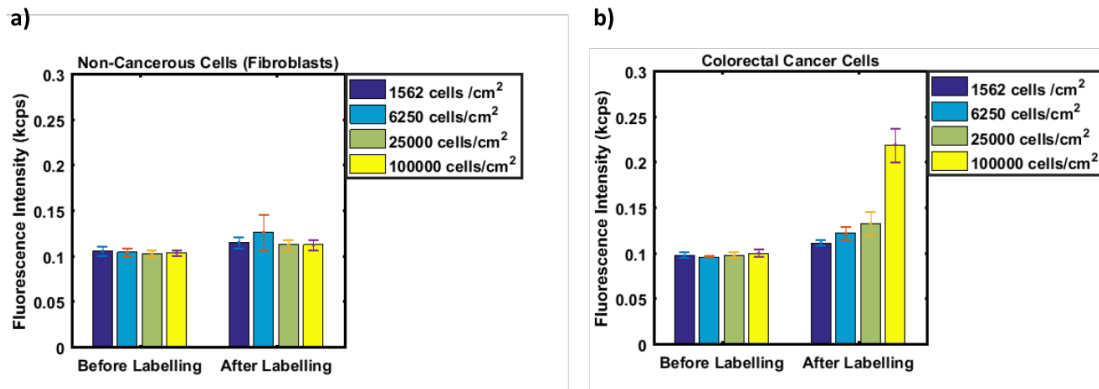 a)
Non-Cancerous Cells (Fibroblasts)
Fluorescence Intensity (kcps)
0.3
0.25
0.2
0.15
0.1
0.05
0
Before Labelling After Labelling
1562 cells /cm²
6250 cells/cm²
25000 cells/cm²
100000 cells/cm²
b)
Colorectal Cancer Cells
Fluorescence Intensity (kcps)
0.3
0.25
0.2
0.15
0.1
0.05
0
Before Labelling After Labelling
1562 cells /cm²
6250 cells/cm²
25000 cells/cm²
100000 cells/cm²